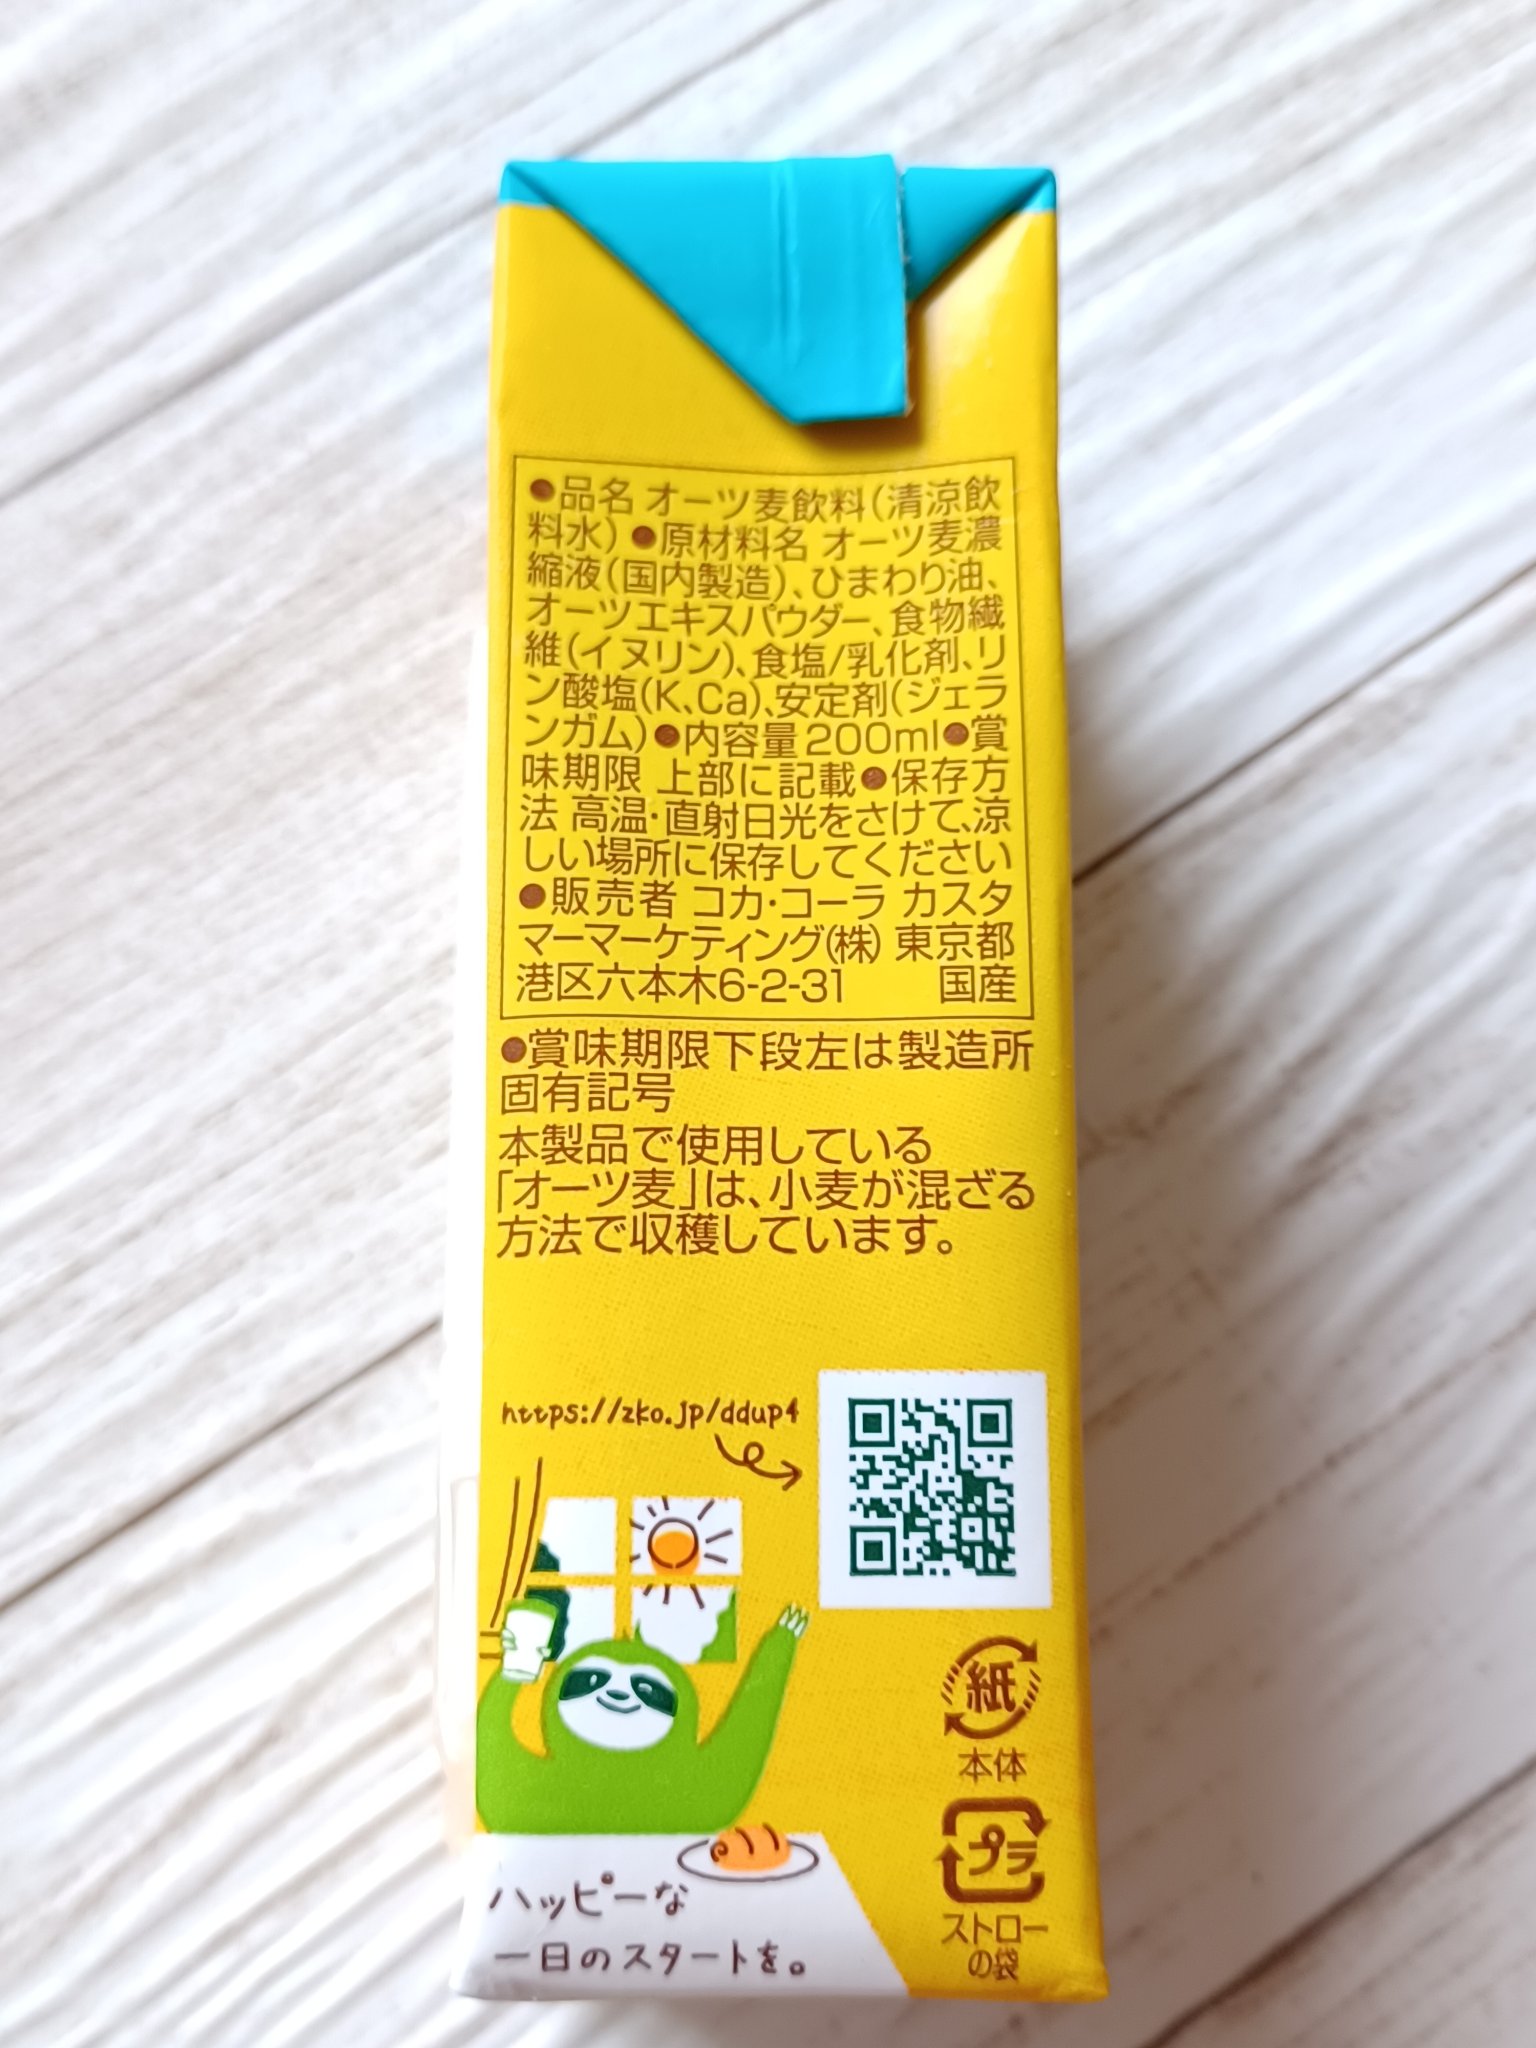 ●品名 オーツ麦飲料(清涼飲
料水)●原材料名 オーツ麦濃
縮液(国内製造)、ひまわり油、
オーツエキスパウダー、食物繊
維(イヌリン)、食塩/乳化剤、リ
ン酸塩(K、Ca)、安定剤(ジェラ
ンガム)●内容量 200ml●賞
味期限 上部に記載●保存方
法 高温・直射日光をさけて、涼
しい場所に保存してください
●販売者 コカ・コーラ カスタ
マーマーケティング(株) 東京都
港区六本木6-2-31 国産
●賞味期限下段左は製造所
固有記号
本製品で使用している
「オーツ麦」は、小麦が混ざる
方法で収穫しています。
https://zko.jp/ddup4
紙
本体
プラ
ストロー
の袋
ハッピーな
一日のスタートを。